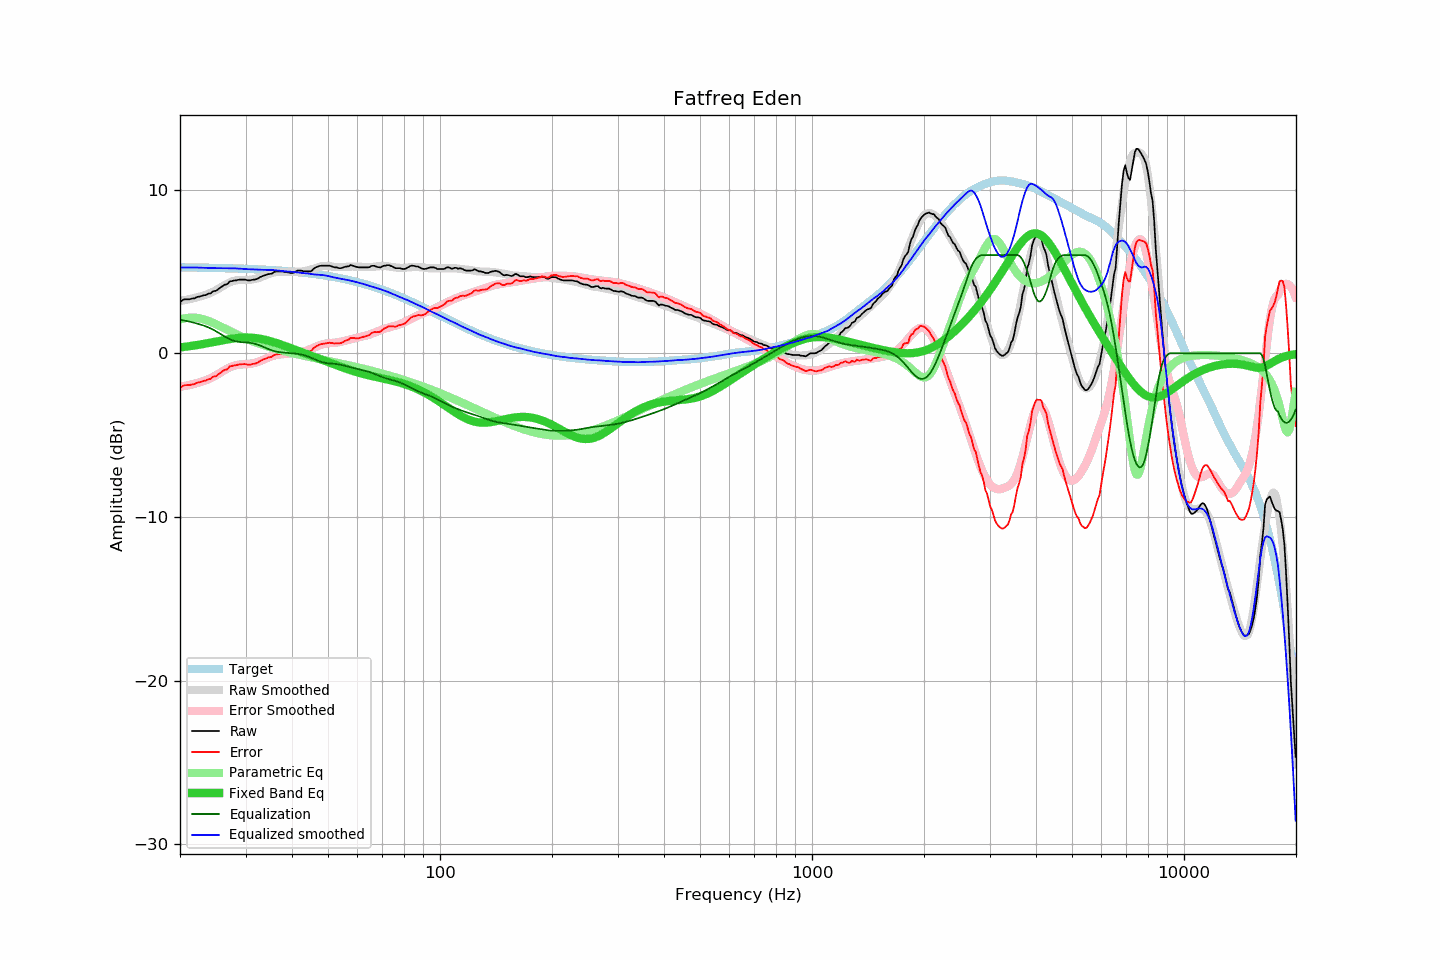 Fatfreq Eden
10
0
−10
−20
−30
Amplitude (dBr)
Target
Raw Smoothed
Error Smoothed
Raw
Error
Parametric Eq
Fixed Band Eq
Equalization
Equalized smoothed
100
1000
10000
Frequency (Hz)